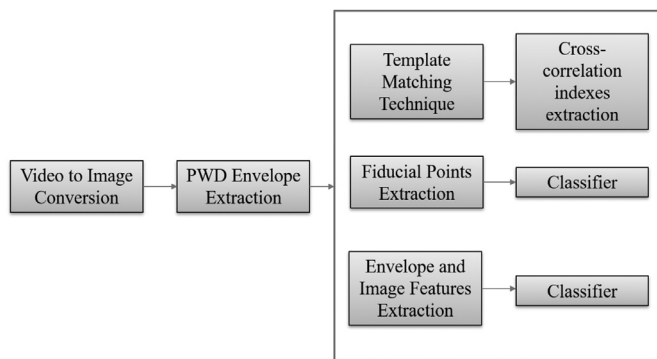 Video to Image
Conversion
PWD Envelope
Extraction
Template
Matching
Technique
Cross-
correlation
indexes
extraction
Fiducial Points
Extraction
Classifier
Envelope and
Image Features
Extraction
Classifier